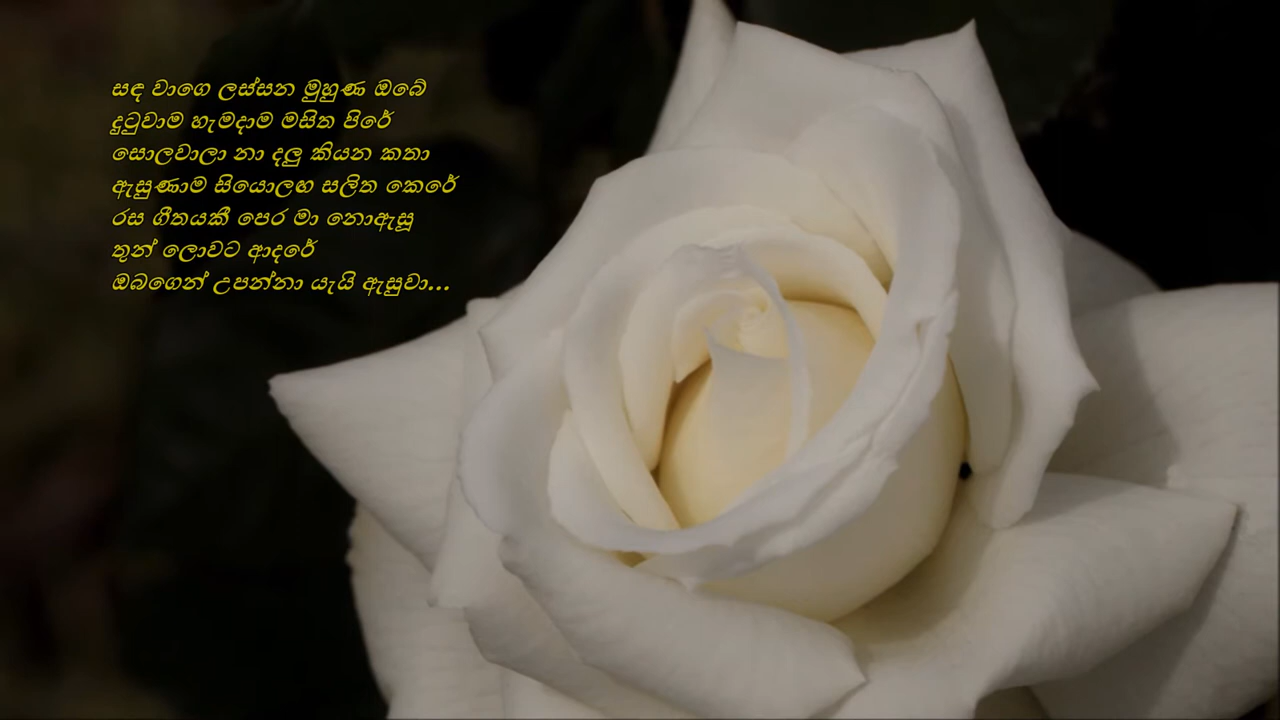 සඳ වාගෙ ලස්සන මුහුණ ඔබේ
දුටුවාම හැමදාම මසිත පිරේ
සොලවාලා නා දලු කියන කතා
ඇසුණාම සියොලඟ සලිත කෙරේ
රස ගීතයකී පෙර මා නොඇසූ
තුන් ලොවට ආදරේ
ඔබගෙන් උපන්නා යැයි ඇසුවා...